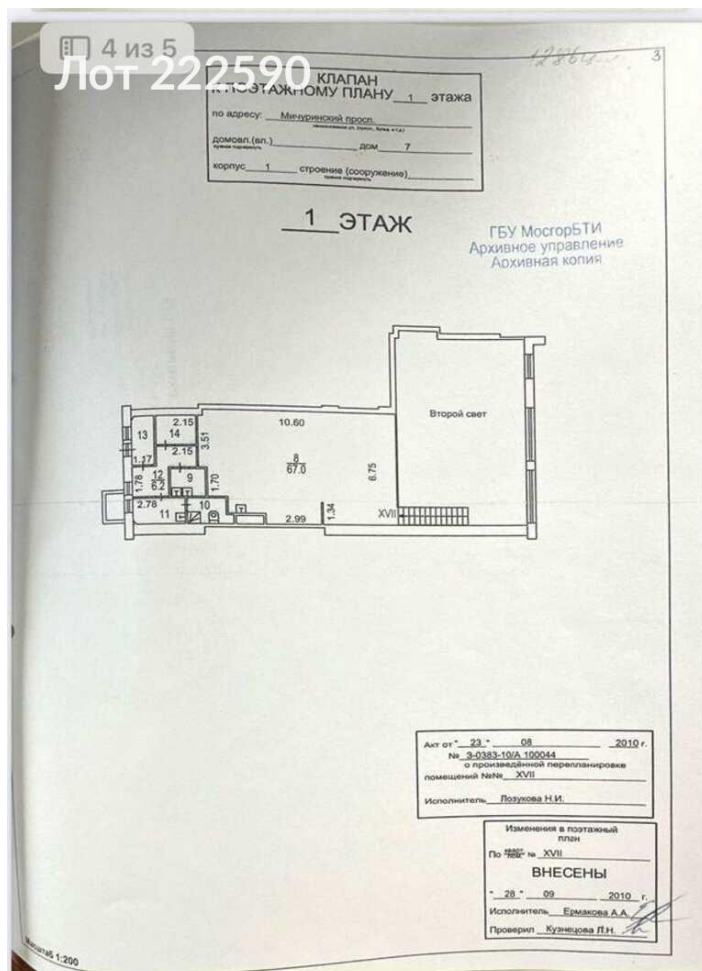 4 из 5
Лот 222590
3
КЛАПАН
К ПОЭТАЖНОМУ ПЛАНУ 1 этажа
по адресу: Мичуринский просп.
домовл.(вл.) дом 7
корпус 1 строение (сооружение)
1 ЭТАЖ
ГБУ МосгорБТИ
Архивное управление
Архивная копия
Второй свет
2.15
10.60
13
14
3.51
1.17
2.15
8
67.0
6.75
12
6.2
1.78
9
1.70
2.78
11
10
2.99
1.34
XVII
Акт от "23" 08 2010 г.
№ З-0383-10/А 100044
о произведённой перепланировке
помещений №№ XVII
Исполнитель Лозукова Н.И.
Изменения в поэтажный
план
По № XVII
ВНЕСЕНЫ
"28" 09 2010 г.
Исполнитель Ермакова А.А.
Проверил Кузнецова Л.Н.
Масштаб 1:200